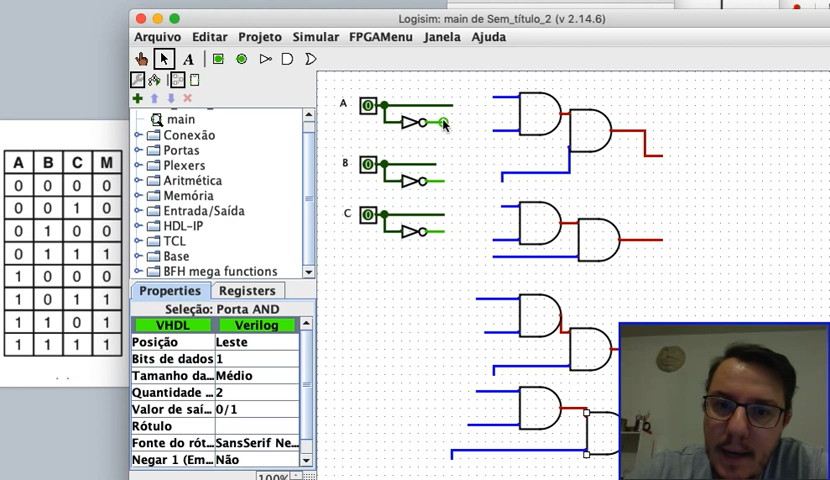 Logisim: main de Sem_título_2 (v 2.14.6)
Arquivo Editar Projeto Simular FPGAMenu Janela Ajuda
A
main
Conexão
Portas
Plexers
Aritmética
Memória
Entrada/Saída
HDL-IP
TCL
Base
BFH mega functions
Properties Registers
Seleção: Porta AND
VHDL Verilog
Posição Leste
Bits de dados 1
Tamanho da... Médio
Quantidade ... 2
Valor de saí... 0/1
Rótulo
Fonte do rót... SansSerif Ne...
Negar 1 (Em... Não
100%
A B C M
0 0 0 0
0 0 1 0
0 1 0 0
0 1 1 1
1 0 0 0
1 0 1 1
1 1 0 1
1 1 1 1
A
0
B
0
C
0